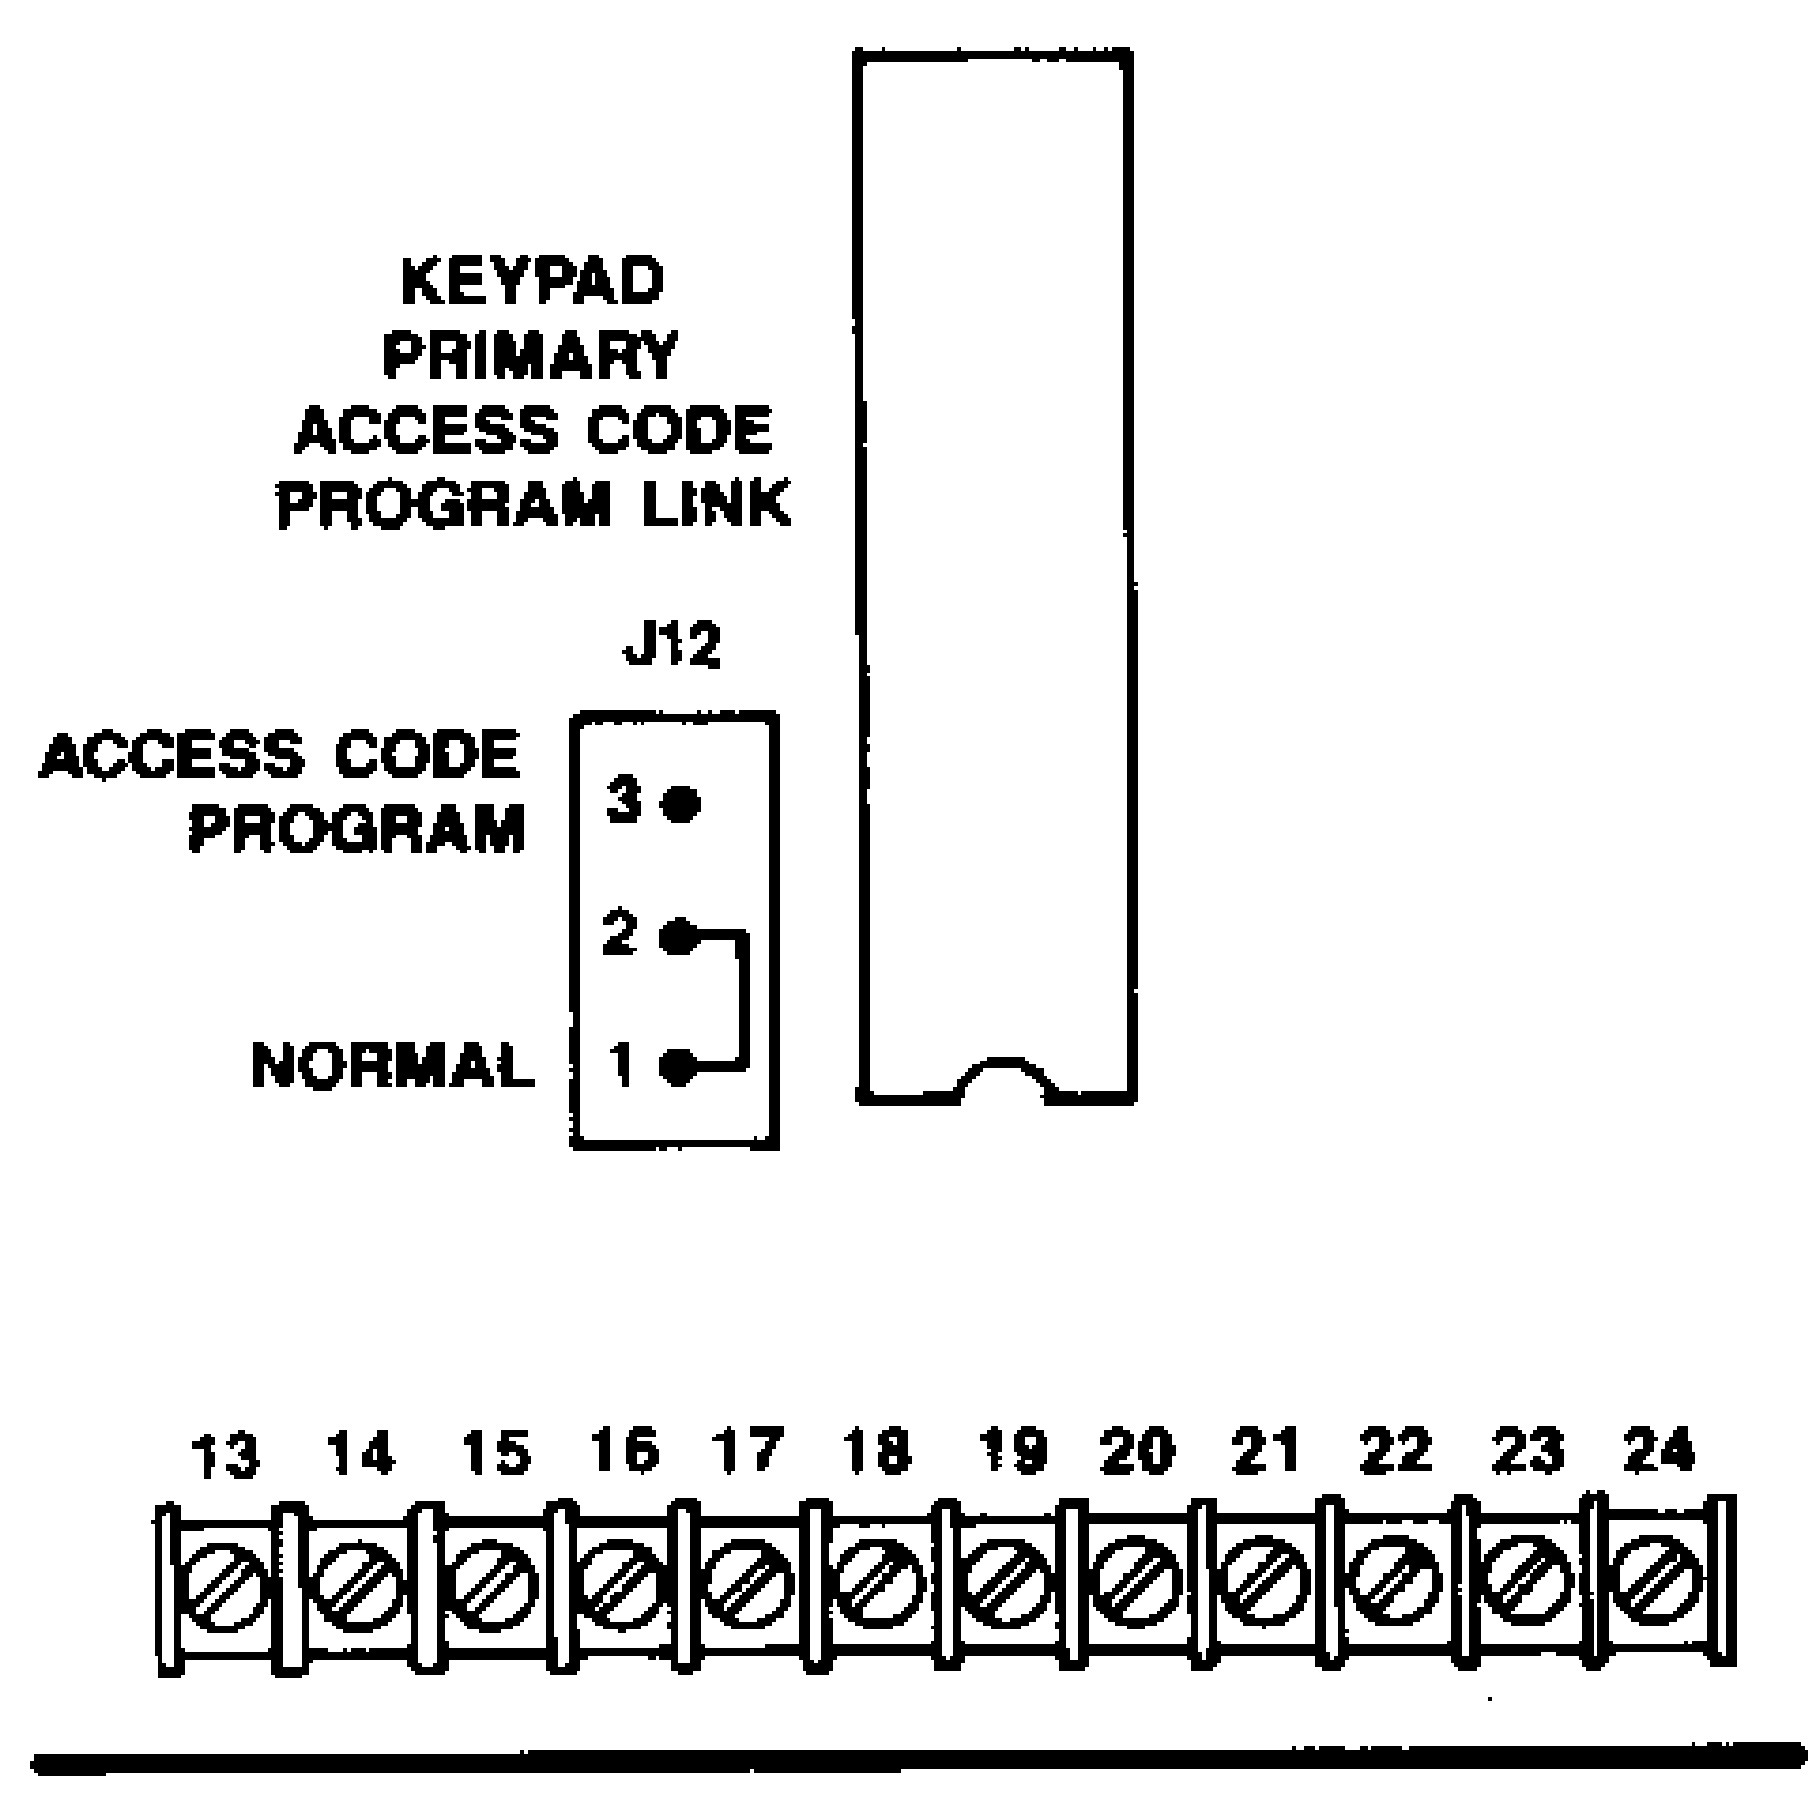 KEYPAD
PRIMARY
ACCESS CODE
PROGRAM LINK
J12
ACCESS CODE
PROGRAM
3
2
NORMAL 1
13 14 15 16 17 18 19 20 21 22 23 24